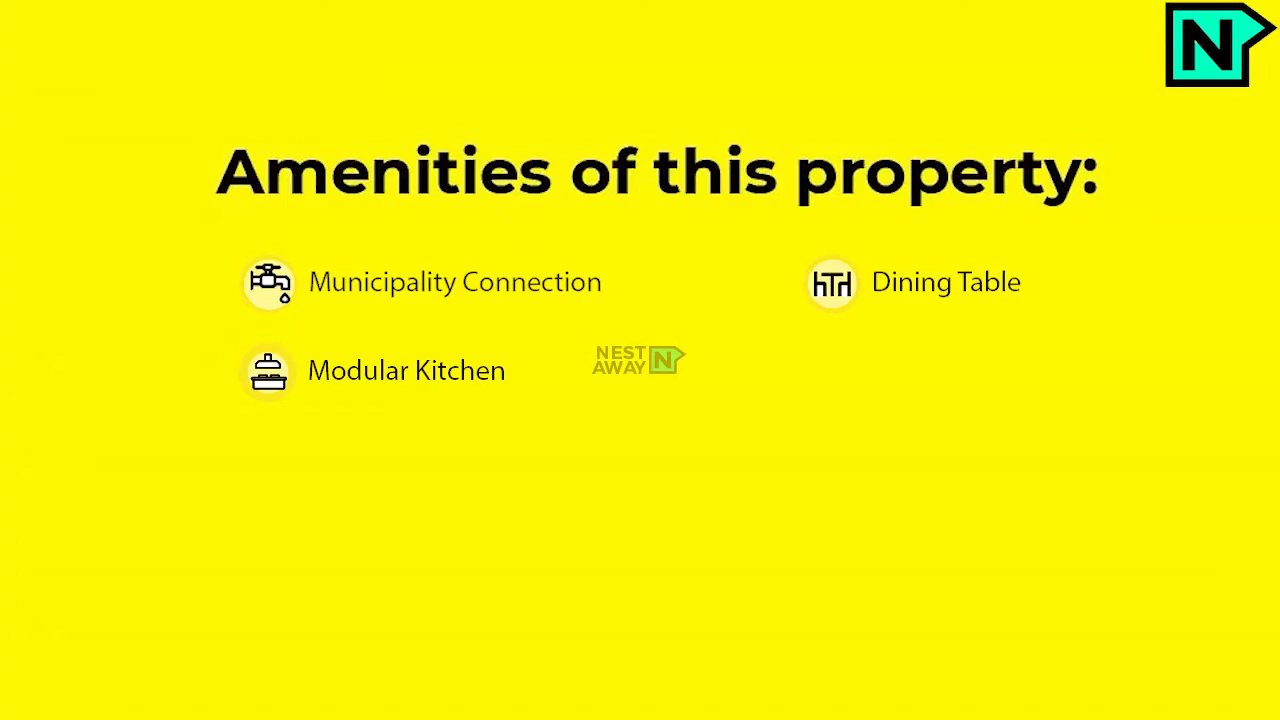 N
Amenities of this property:
Municipality Connection
Dining Table
Modular Kitchen
NEST
AWAY
N